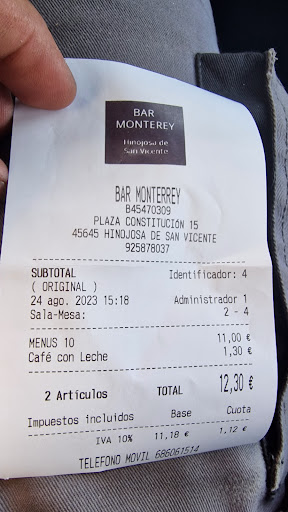 BAR
MONTEREY
Hinojosa de
San Vicente
BAR MONTERREY
B45470309
PLAZA CONSTITUCIÓN 15
45645 HINOJOSA DE SAN VICENTE
925878037
SUBTOTAL Identificador: 4
( ORIGINAL )
24 ago. 2023 15:18 Administrador 1
Sala-Mesa: 2 - 4
MENUS 10 11,00 €
Café con Leche 1,30 €
2 Articulos TOTAL 12,30 €
Impuestos incluidos Base Cuota
IVA 10% 11,18 € 1,12 €
TELEFONO MOVIL 686061514